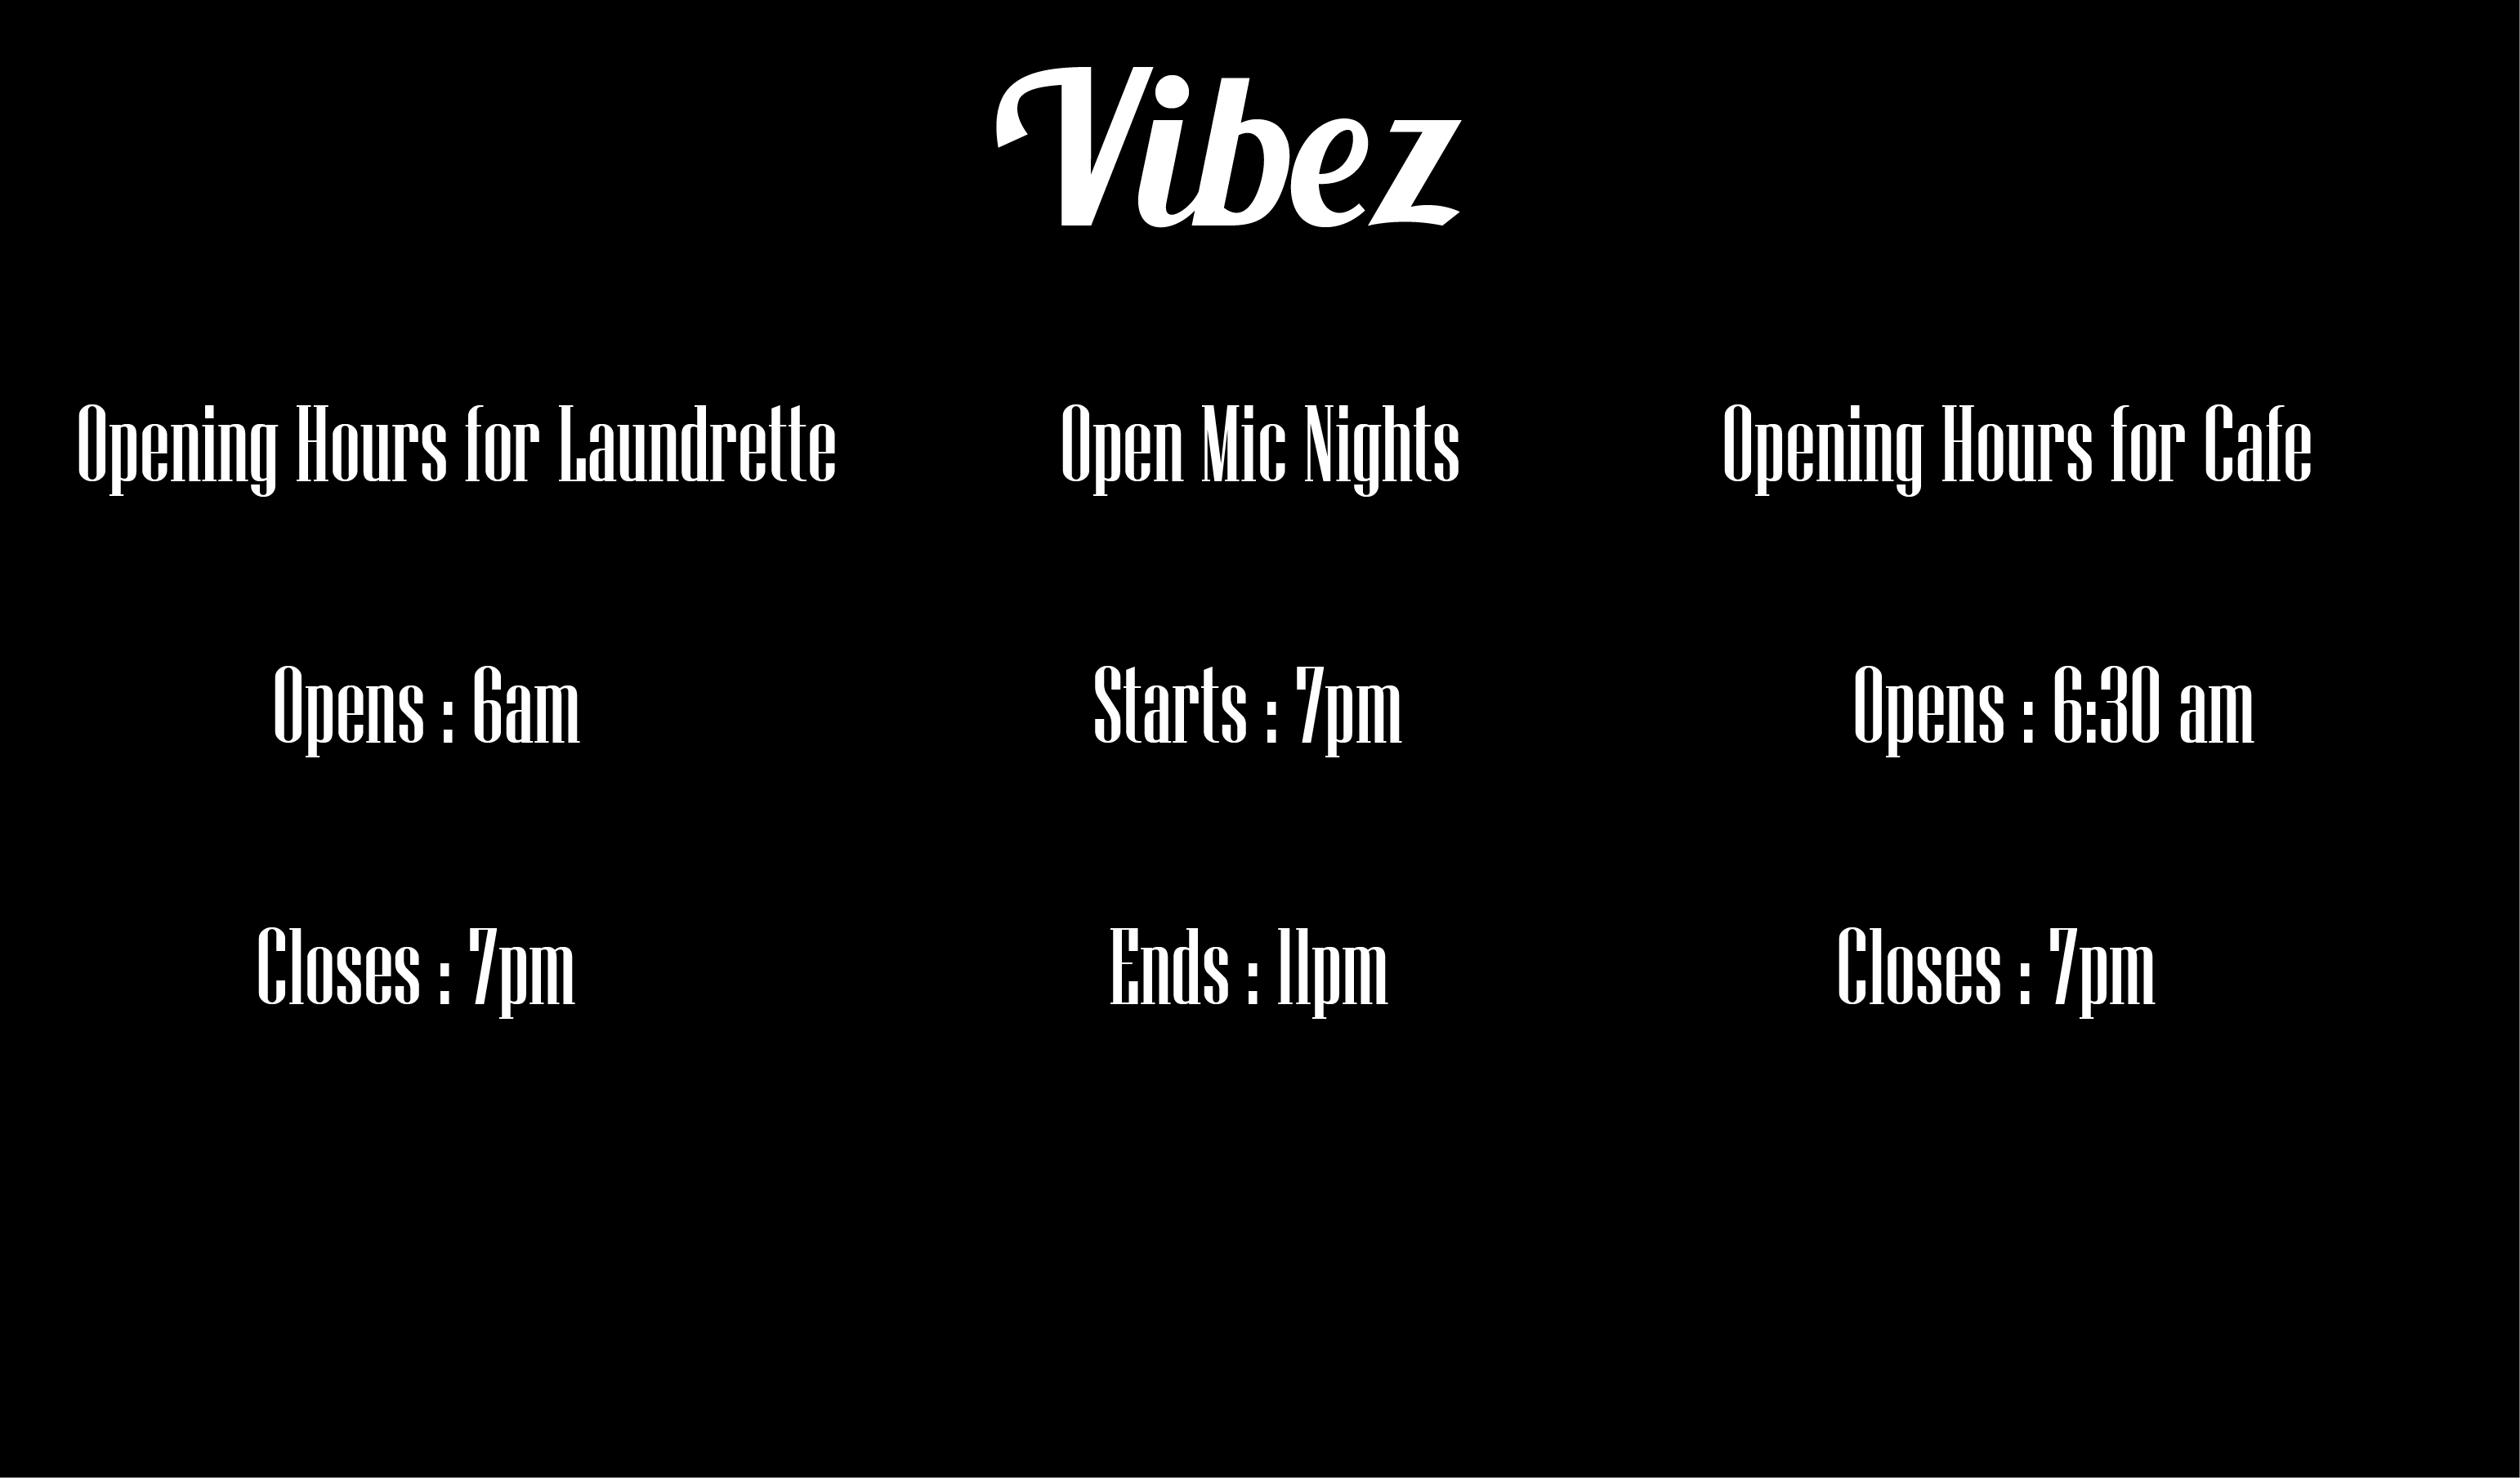 Vibez
Opening Hours for Laundrette
Opens : 6am
Closes : 7pm
Open Mic Nights
Starts : 7pm
Ends : 11pm
Opening Hours for Cafe
Opens : 6:30 am
Closes : 7pm